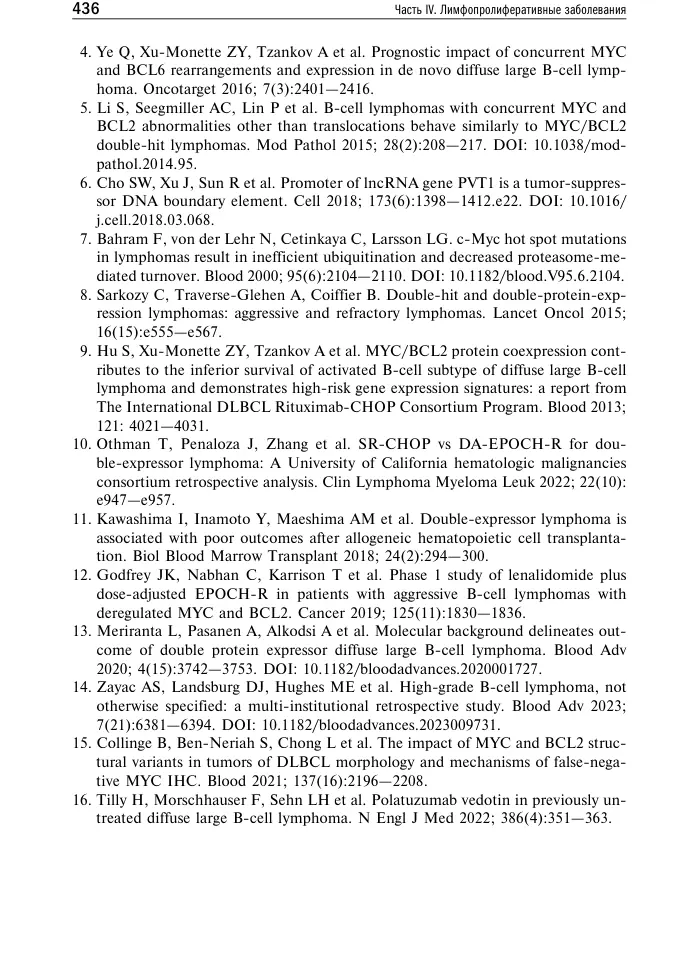 436
Часть IV. Лимфопролиферативные заболевания
4. Ye Q, Xu-Monette ZY, Tzankov A et al. Prognostic impact of concurrent MYC
and BCL6 rearrangements and expression in de novo diffuse large B-cell lymp-
homa. Oncotarget 2016; 7(3):2401—2416.
5. Li S, Seegmiller AC, Lin P et al. B-cell lymphomas with concurrent MYC and
BCL2 abnormalities other than translocations behave similarly to MYC/BCL2
double-hit lymphomas. Mod Pathol 2015; 28(2):208—217. DOI: 10.1038/mod-
pathol.2014.95.
6. Cho SW, Xu J, Sun R et al. Promoter of lncRNA gene PVT1 is a tumor-suppres-
sor DNA boundary element. Cell 2018; 173(6):1398—1412.e22. DOI: 10.1016/
j.cell.2018.03.068.
7. Bahram F, von der Lehr N, Cetinkaya C, Larsson LG. c-Myc hot spot mutations
in lymphomas result in inefficient ubiquitination and decreased proteasome-me-
diated turnover. Blood 2000; 95(6):2104—2110. DOI: 10.1182/blood.V95.6.2104.
8. Sarkozy C, Traverse-Glehen A, Coiffier B. Double-hit and double-protein-exp-
ression lymphomas: aggressive and refractory lymphomas. Lancet Oncol 2015;
16(15):e555—e567.
9. Hu S, Xu-Monette ZY, Tzankov A et al. MYC/BCL2 protein coexpression cont-
ributes to the inferior survival of activated B-cell subtype of diffuse large B-cell
lymphoma and demonstrates high-risk gene expression signatures: a report from
The International DLBCL Rituximab-CHOP Consortium Program. Blood 2013;
121: 4021—4031.
10. Othman T, Penaloza J, Zhang et al. SR-CHOP vs DA-EPOCH-R for dou-
ble-expressor lymphoma: A University of California hematologic malignancies
consortium retrospective analysis. Clin Lymphoma Myeloma Leuk 2022; 22(10):
e947—e957.
11. Kawashima I, Inamoto Y, Maeshima AM et al. Double-expressor lymphoma is
associated with poor outcomes after allogeneic hematopoietic cell transplanta-
tion. Biol Blood Marrow Transplant 2018; 24(2):294—300.
12. Godfrey JK, Nabhan C, Karrison T et al. Phase 1 study of lenalidomide plus
dose-adjusted EPOCH-R in patients with aggressive B-cell lymphomas with
deregulated MYC and BCL2. Cancer 2019; 125(11):1830—1836.
13. Meriranta L, Pasanen A, Alkodsi A et al. Molecular background delineates out-
come of double protein expressor diffuse large B-cell lymphoma. Blood Adv
2020; 4(15):3742—3753. DOI: 10.1182/bloodadvances.2020001727.
14. Zayac AS, Landsburg DJ, Hughes ME et al. High-grade B-cell lymphoma, not
otherwise specified: a multi-institutional retrospective study. Blood Adv 2023;
7(21):6381—6394. DOI: 10.1182/bloodadvances.2023009731.
15. Collinge B, Ben-Neriah S, Chong L et al. The impact of MYC and BCL2 struc-
tural variants in tumors of DLBCL morphology and mechanisms of false-nega-
tive MYC IHC. Blood 2021; 137(16):2196—2208.
16. Tilly H, Morschhauser F, Sehn LH et al. Polatuzumab vedotin in previously un-
treated diffuse large B-cell lymphoma. N Engl J Med 2022; 386(4):351—363.